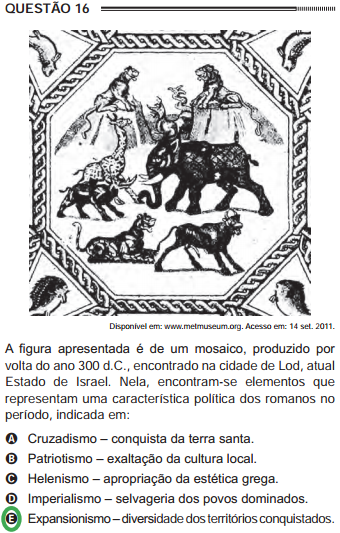 QUESTÃO 16
Disponível em: www.metmuseum.org. Acesso em: 14 set. 2011.
A figura apresentada é de um mosaico, produzido por
volta do ano 300 d.C., encontrado na cidade de Lod, atual
Estado de Israel. Nela, encontram-se elementos que
representam uma característica política dos romanos no
período, indicada em:
A Cruzadismo – conquista da terra santa.
B Patriotismo – exaltação da cultura local.
C Helenismo – apropriação da estética grega.
D Imperialismo – selvageria dos povos dominados.
E Expansionismo – diversidade dos territórios conquistados.